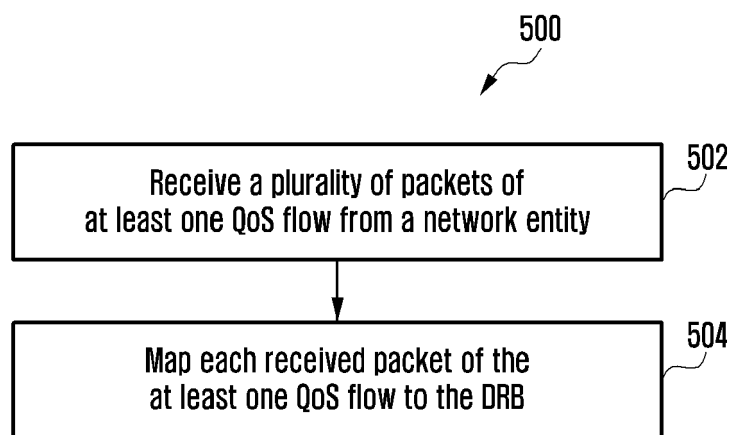 500
502
Receive a plurality of packets of
at least one QoS flow from a network entity
504
Map each received packet of the
at least one QoS flow to the DRB